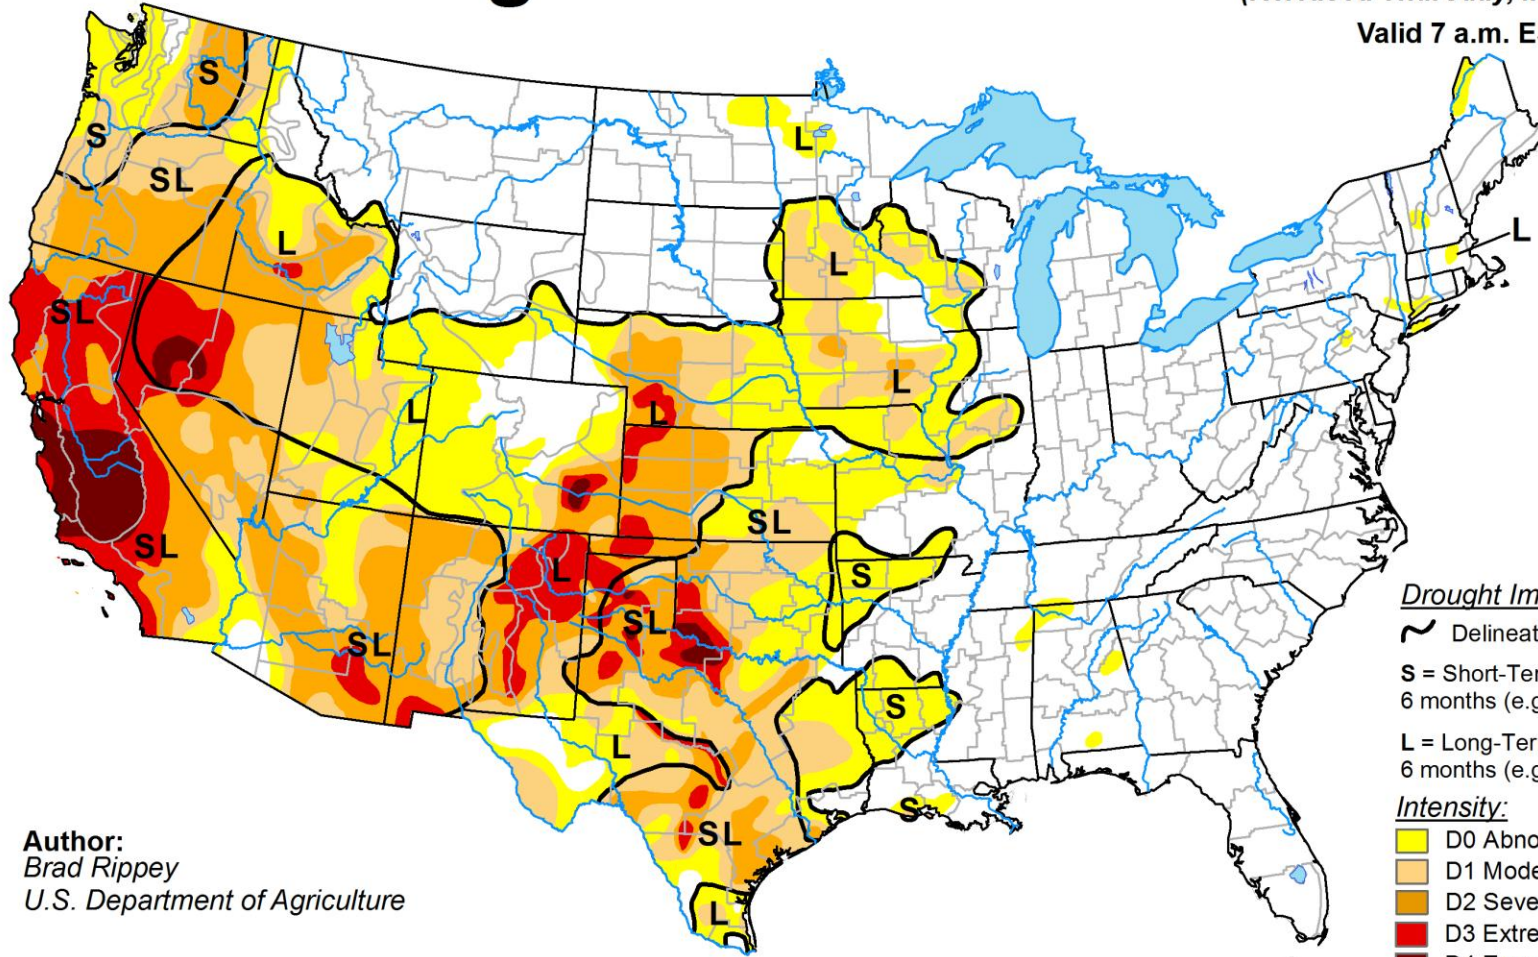 Valid 7 a.m. E
S
L
S
SL
L
L
L
SL
L
L
L
SL
S
SL
L
SL
SL
S
L
SL
S
L
Author:
Brad Rippey
U.S. Department of Agriculture
Drought Im
Delineat
S = Short-Ter
6 months (e.g
L = Long-Ter
6 months (e.g
Intensity:
D0 Abno
D1 Mode
D2 Seve
D3 Extre